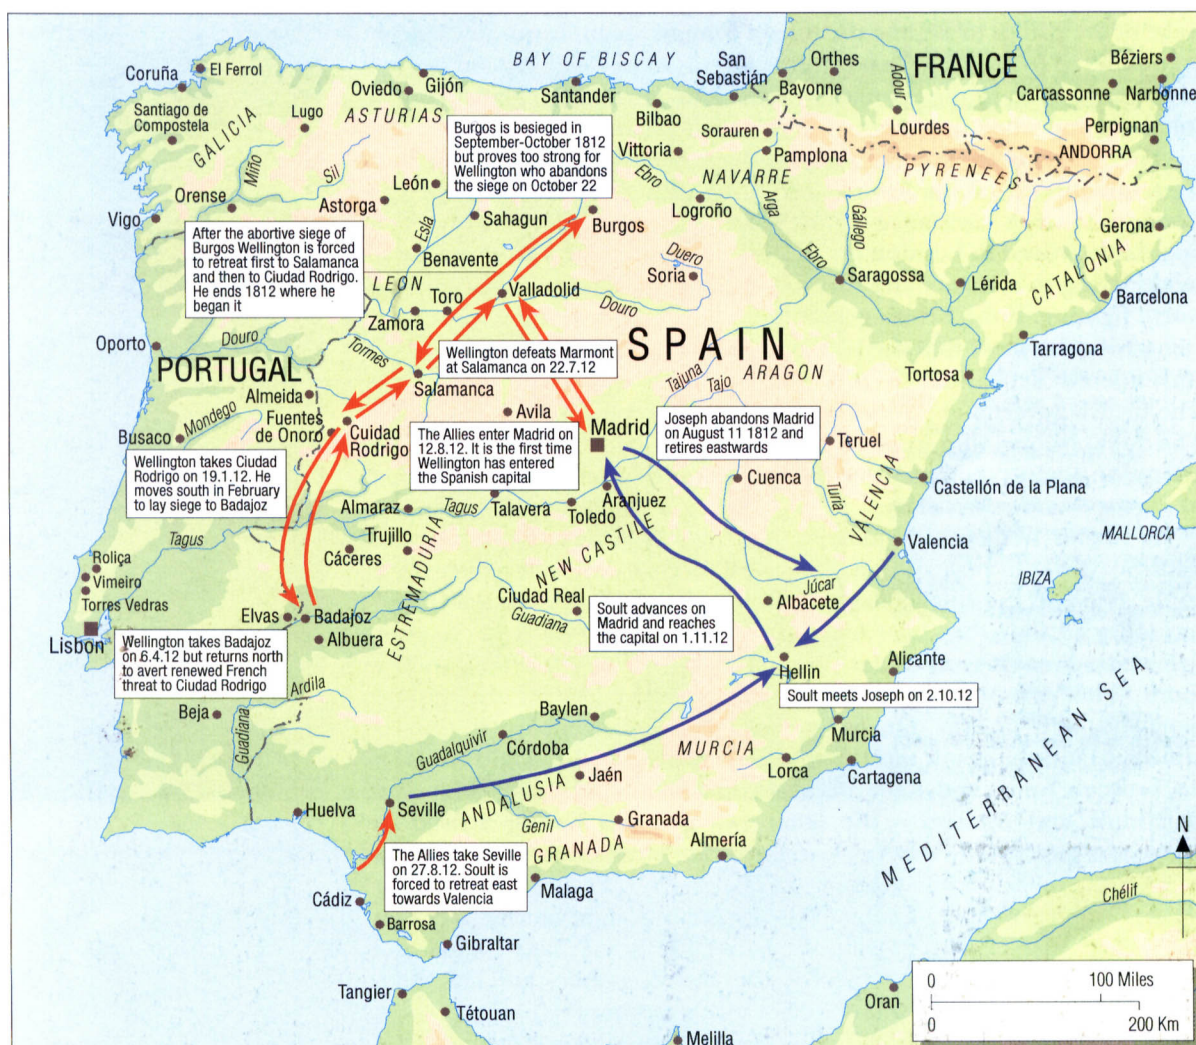 BAY OF BISCAY
FRANCE
Coruña
El Ferrol
Oviedo
Gijón
Santander
San
Sebastián
Orthes
Bayonne
Adour
Béziers
Carcassonne
Narbonne
Santiago de
Compostela
Lugo
ASTURIAS
GALICIA
Bilbao
Sorauren
Lourdes
Perpignan
ANDORRA
Burgos is besieged in
September-October 1812
but proves too strong for
Wellington who abandons
the siege on October 22
Vittoria
Pamplona
PYRENEES
Miño
Sil
León
Ebro
NAVARRE
Orense
Astorga
Esla
Sahagun
Burgos
Logroño
Arga
Gállego
Gerona
Vigo
After the abortive siege of
Burgos Wellington is forced
to retreat first to Salamanca
and then to Ciudad Rodrigo.
He ends 1812 where he
began it
Benavente
Duero
Soria
Ebro
Saragossa
Lérida
CATALONIA
Barcelona
LEON
Toro
Valladolid
Zamora
Douro
Douro
Oporto
Tormes
SPAIN
Tarragona
PORTUGAL
Wellington defeats Marmont
at Salamanca on 22.7.12
Tajuna
Tajo
ARAGON
Tortosa
Salamanca
Almeida
Mondego
Avila
Madrid
Joseph abandons Madrid
on August 11 1812 and
retires eastwards
Busaco
Fuentes
de Onoro
Cuidad
Rodrigo
The Allies enter Madrid on
12.8.12. It is the first time
Wellington has entered
the Spanish capital
Teruel
Wellington takes Ciudad
Rodrigo on 19.1.12. He
moves south in February
to lay siege to Badajoz
Cuenca
Turia
VALENCIA
Castellón de la Plana
Almaraz
Tagus
Talavera
Toledo
Aranjuez
Tagus
Trujillo
Cáceres
ESTREMADURIA
NEW CASTILE
Valencia
MALLORCA
Roliça
Vimeiro
Torres Vedras
Júcar
IBIZA
Ciudad Real
Guadiana
Soult advances on
Madrid and reaches
the capital on 1.11.12
Albacete
Lisbon
Elvas
Badajoz
Albuera
Wellington takes Badajoz
on 6.4.12 but returns north
to avert renewed French
threat to Ciudad Rodrigo
Ardila
Hellin
Alicante
Soult meets Joseph on 2.10.12
Beja
Guadiana
Baylen
Guadalquivir
Córdoba
MURCIA
Murcia
Lorca
Cartagena
Jaén
ANDALUSIA
Huelva
Seville
Genil
Granada
GRANADA
Almería
MEDITERRANEAN SEA
The Allies take Seville
on 27.8.12. Soult is
forced to retreat east
towards Valencia
Malaga
Cádiz
Barrosa
Gibraltar
N
Chélif
Tangier
Tétouan
Melilla
Oran
0
100 Miles
0
200 Km